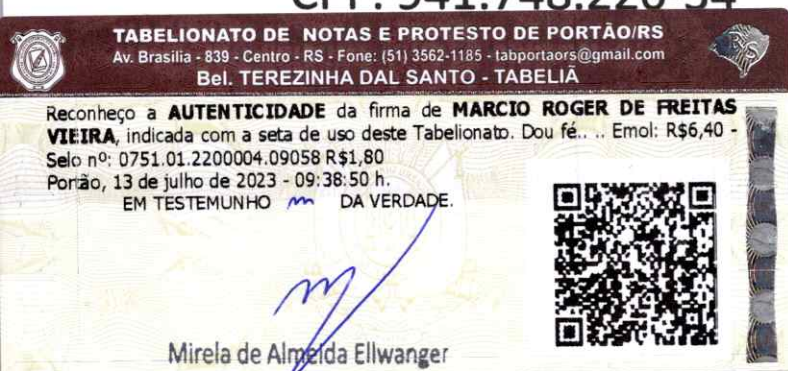 TABELIONATO DE NOTAS E PROTESTO DE PORTÃO/RS
Av. Brasilia - 839 - Centro - RS - Fone: (51) 3562-1185 - tabportaors@gmail.com
Bel. TEREZINHA DAL SANTO - TABELIÃ
Reconheço a AUTENTICIDADE da firma de MARCIO ROGER DE FREITAS
VIEIRA, indicada com a seta de uso deste Tabelionato. Dou fé.. .. Emol: R$6,40 -
Selo nº: 0751.01.2200004.09058 R$1,80
Portão, 13 de julho de 2023 - 09:38:50 h.
EM TESTEMUNHO m DA VERDADE.
Mirela de Almeida Ellwanger